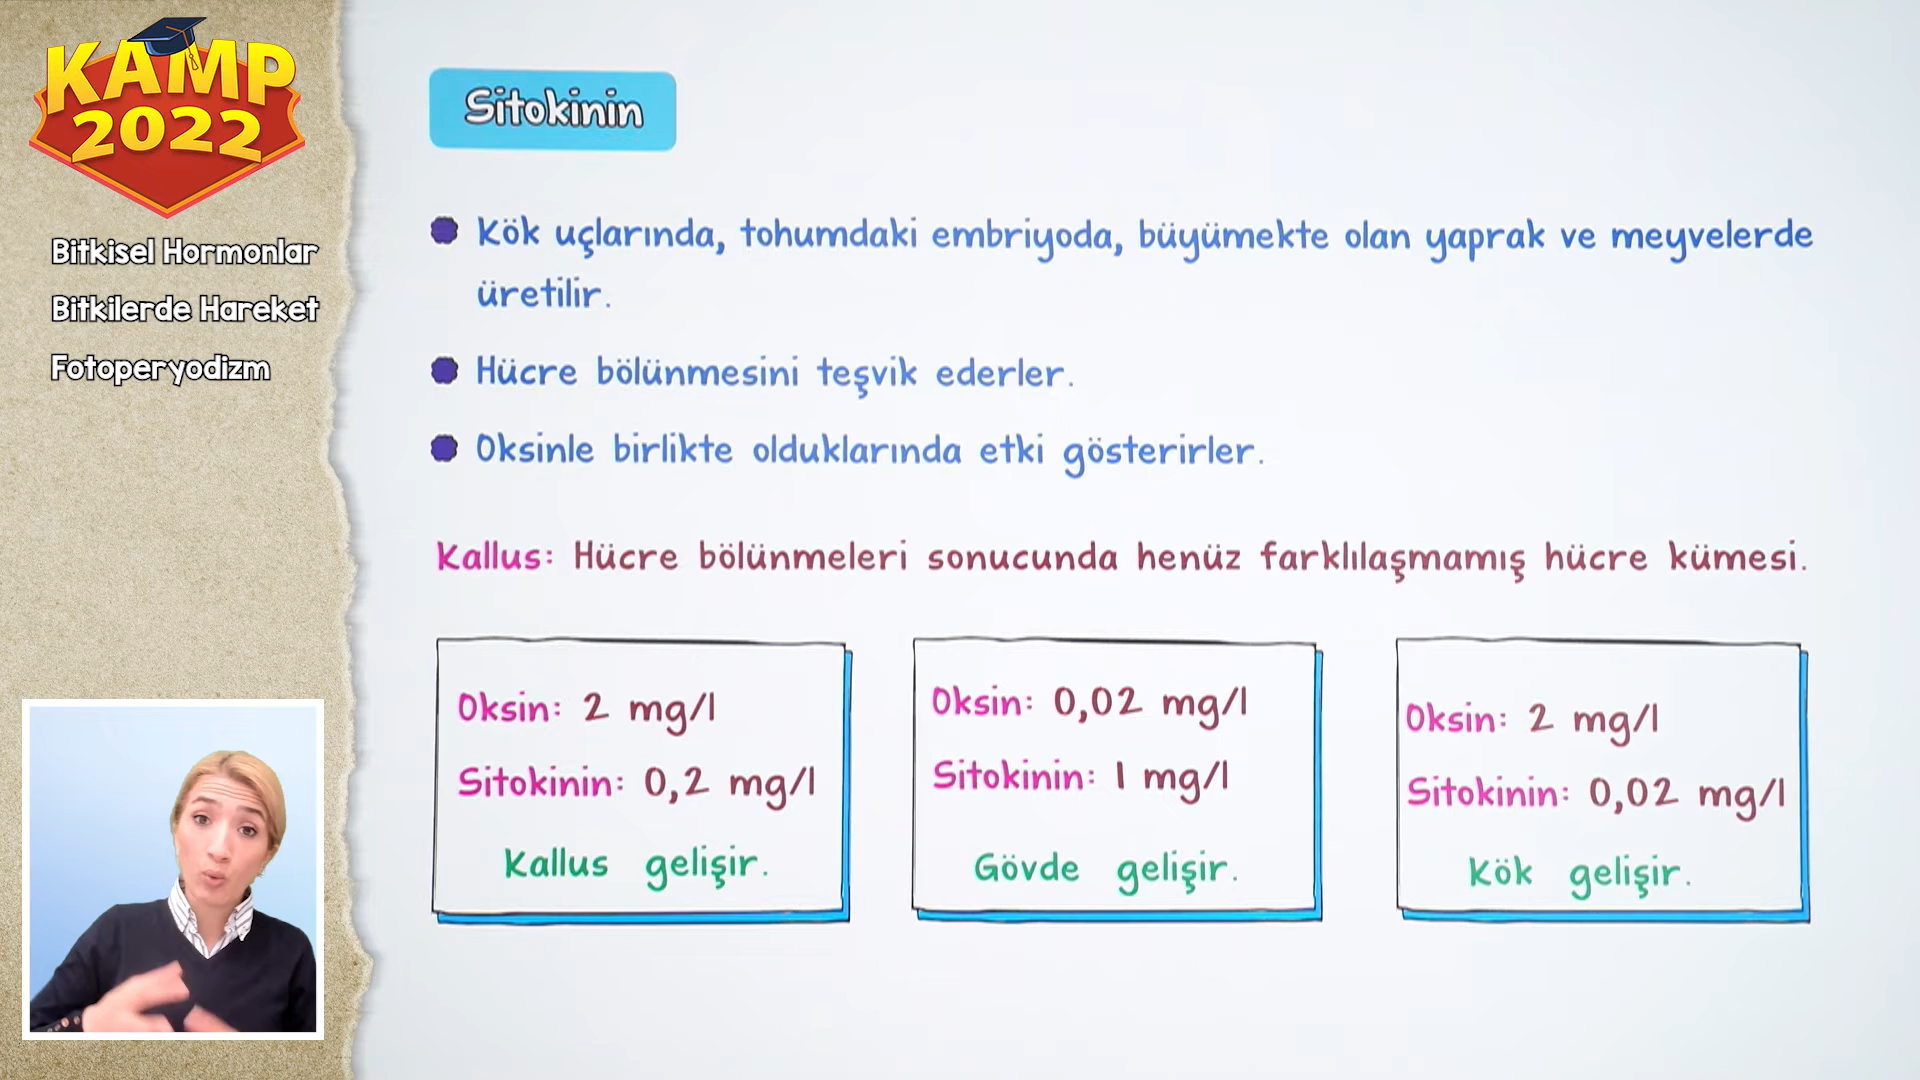 KAMP
2022
Bitkisel Hormonlar
Bitkilerde Hareket
Fotoperyodizm
Sitokinin
Kök uçlarında, tohumdaki embriyoda, büyümekte olan yaprak ve meyvelerde
üretilir.
Hücre bölünmesini teşvik ederler.
Oksinle birlikte olduklarında etki gösterirler.
Kallus: Hücre bölünmeleri sonucunda henüz farklılaşmamış hücre kümesi.
Oksin: 2 mg/l
Sitokinin: 0,2 mg/l
Kallus gelişir.
Oksin: 0,02 mg/l
Sitokinin: 1 mg/l
Gövde gelişir.
Oksin: 2 mg/l
Sitokinin: 0,02 mg/l
Kök gelişir.